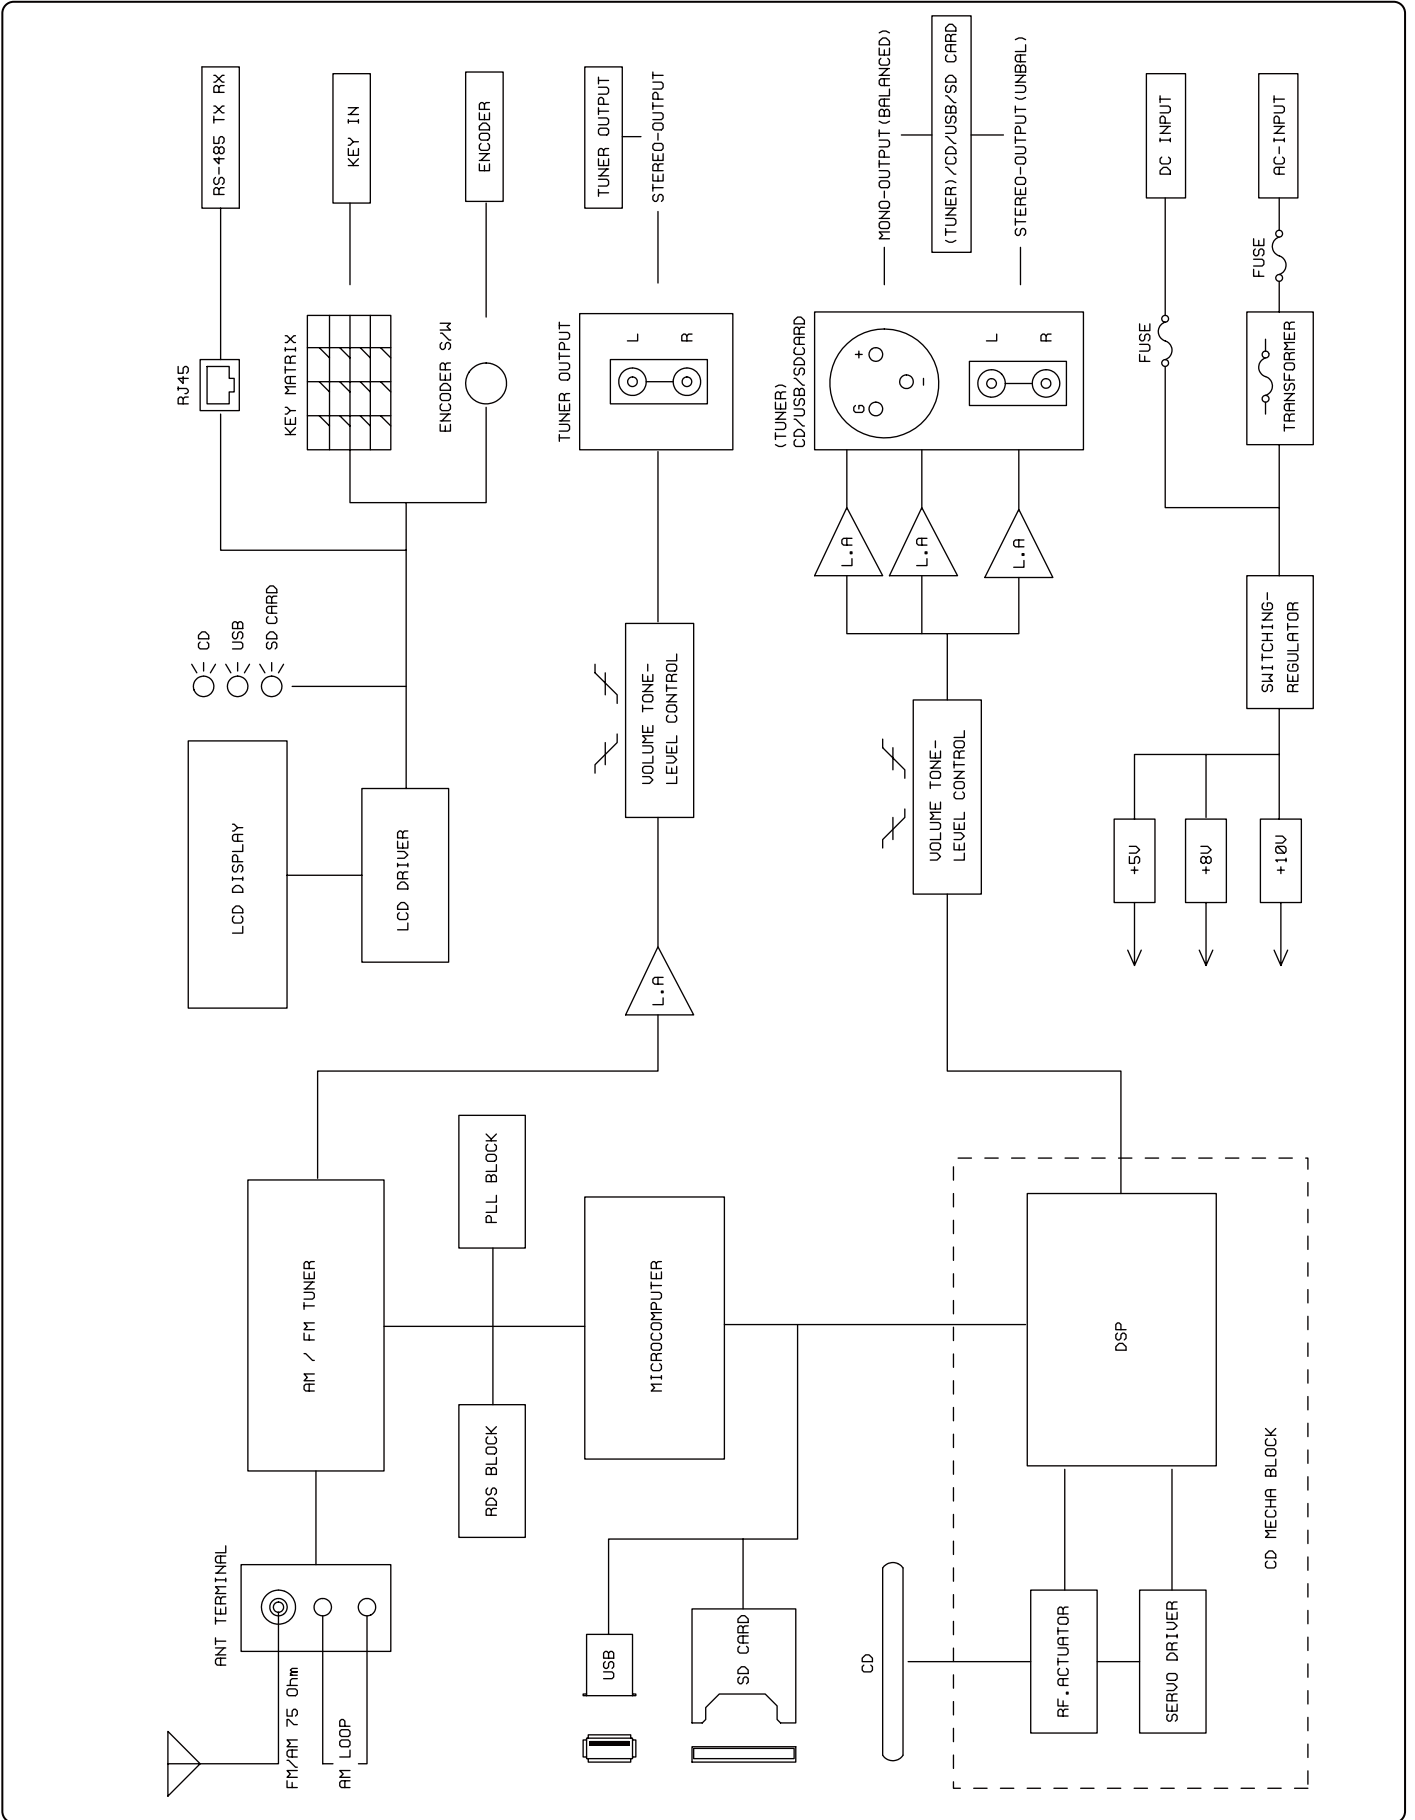 RS-485 TX RX
KEY IN
ENCODER
TUNER OUTPUT
STEREO-OUTPUT
MONO-OUTPUT(BALANCED)
(TUNER)/CD/USB/SD CARD
STEREO-OUTPUT(UNBAL)
DC INPUT
AC-INPUT
RJ45
KEY MATRIX
ENCODER S/W
TUNER OUTPUT
L
R
(TUNER)
CD/USB/SDCARD
+
G
-
L
R
FUSE
FUSE
TRANSFORMER
CD
USB
SD CARD
LCD DISPLAY
LCD DRIVER
VOLUME TONE-
LEVEL CONTROL
L.A
L.A
L.A
L.A
VOLUME TONE-
LEVEL CONTROL
SWITCHING-
REGULATOR
+5V
+8V
+10V
AM / FM TUNER
PLL BLOCK
RDS BLOCK
MICROCOMPUTER
DSP
CD MECHA BLOCK
ANT TERMINAL
FM/AM 75 Ohm
AM LOOP
USB
SD CARD
CD
RF.ACTUATOR
SERVO DRIVER